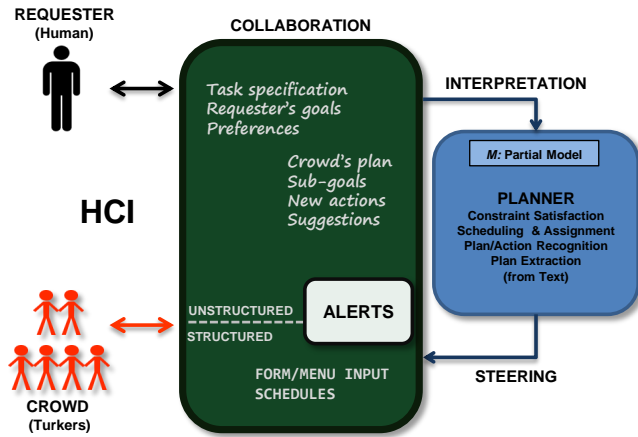 REQUESTER
(Human)
COLLABORATION
Task specification
Requester's goals
Preferences
Crowd's plan
Sub-goals
New actions
Suggestions
HCI
UNSTRUCTURED
STRUCTURED
ALERTS
FORM/MENU INPUT
SCHEDULES
CROWD
(Turkers)
INTERPRETATION
M: Partial Model
PLANNER
Constraint Satisfaction
Scheduling & Assignment
Plan/Action Recognition
Plan Extraction
(from Text)
STEERING